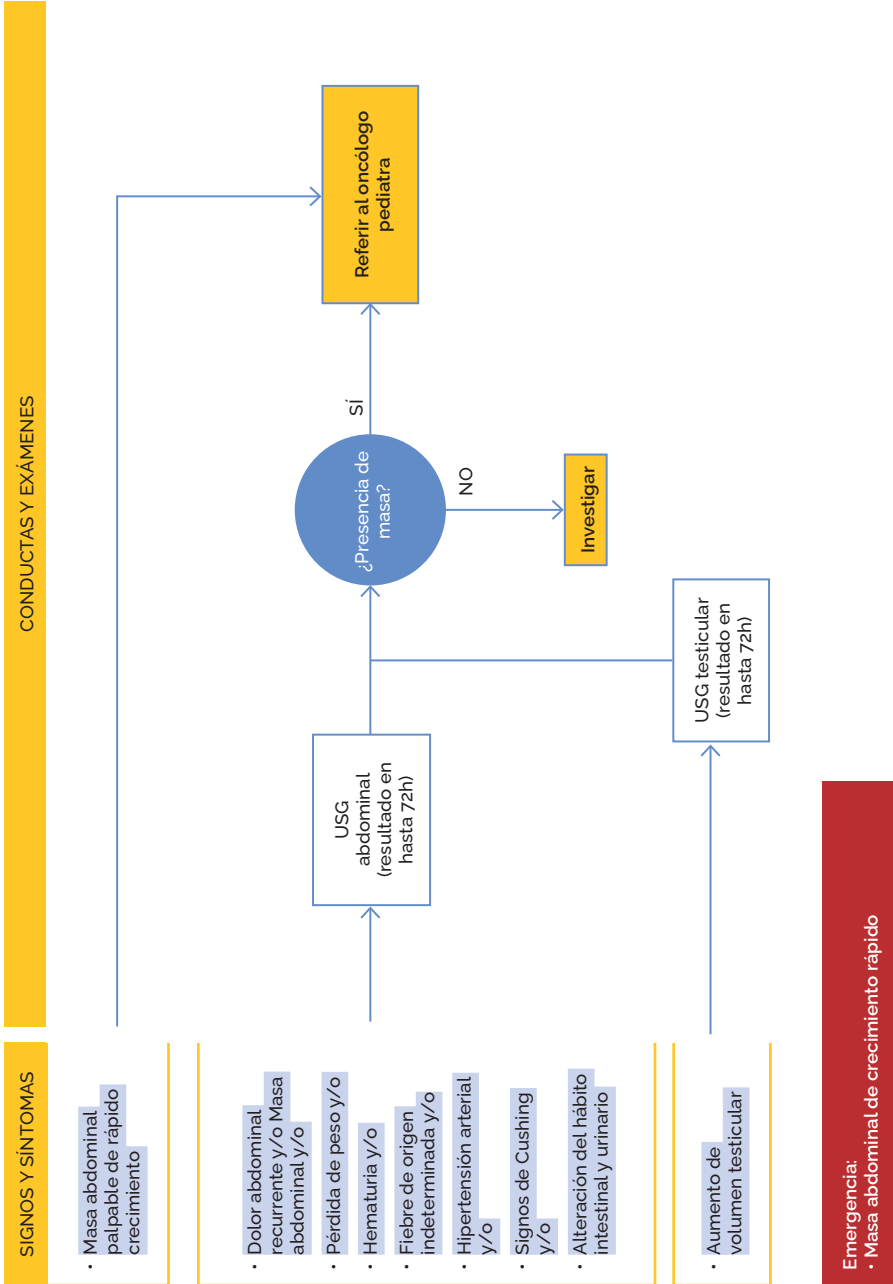 SIGNOS Y SÍNTOMAS
CONDUCTAS Y EXÁMENES
• Masa abdominal
palpable de rápido
crecimiento
• Dolor abdominal
recurrente y/o Masa
abdominal y/o
• Pérdida de peso y/o
• Hematuria y/o
• Fiebre de origen
indeterminada y/o
• Hipertensión arterial
y/o
• Signos de Cushing
y/o
• Alteración del hábito
intestinal y urinario
• Aumento de
volumen testicular
USG
abdominal
(resultado en
hasta 72h)
USG testicular
(resultado en
hasta 72h)
¿Presencia de
masa?
SÍ
NO
Investigar
Referir al oncólogo
pediatra
Emergencia:
• Masa abdominal de crecimiento rápido